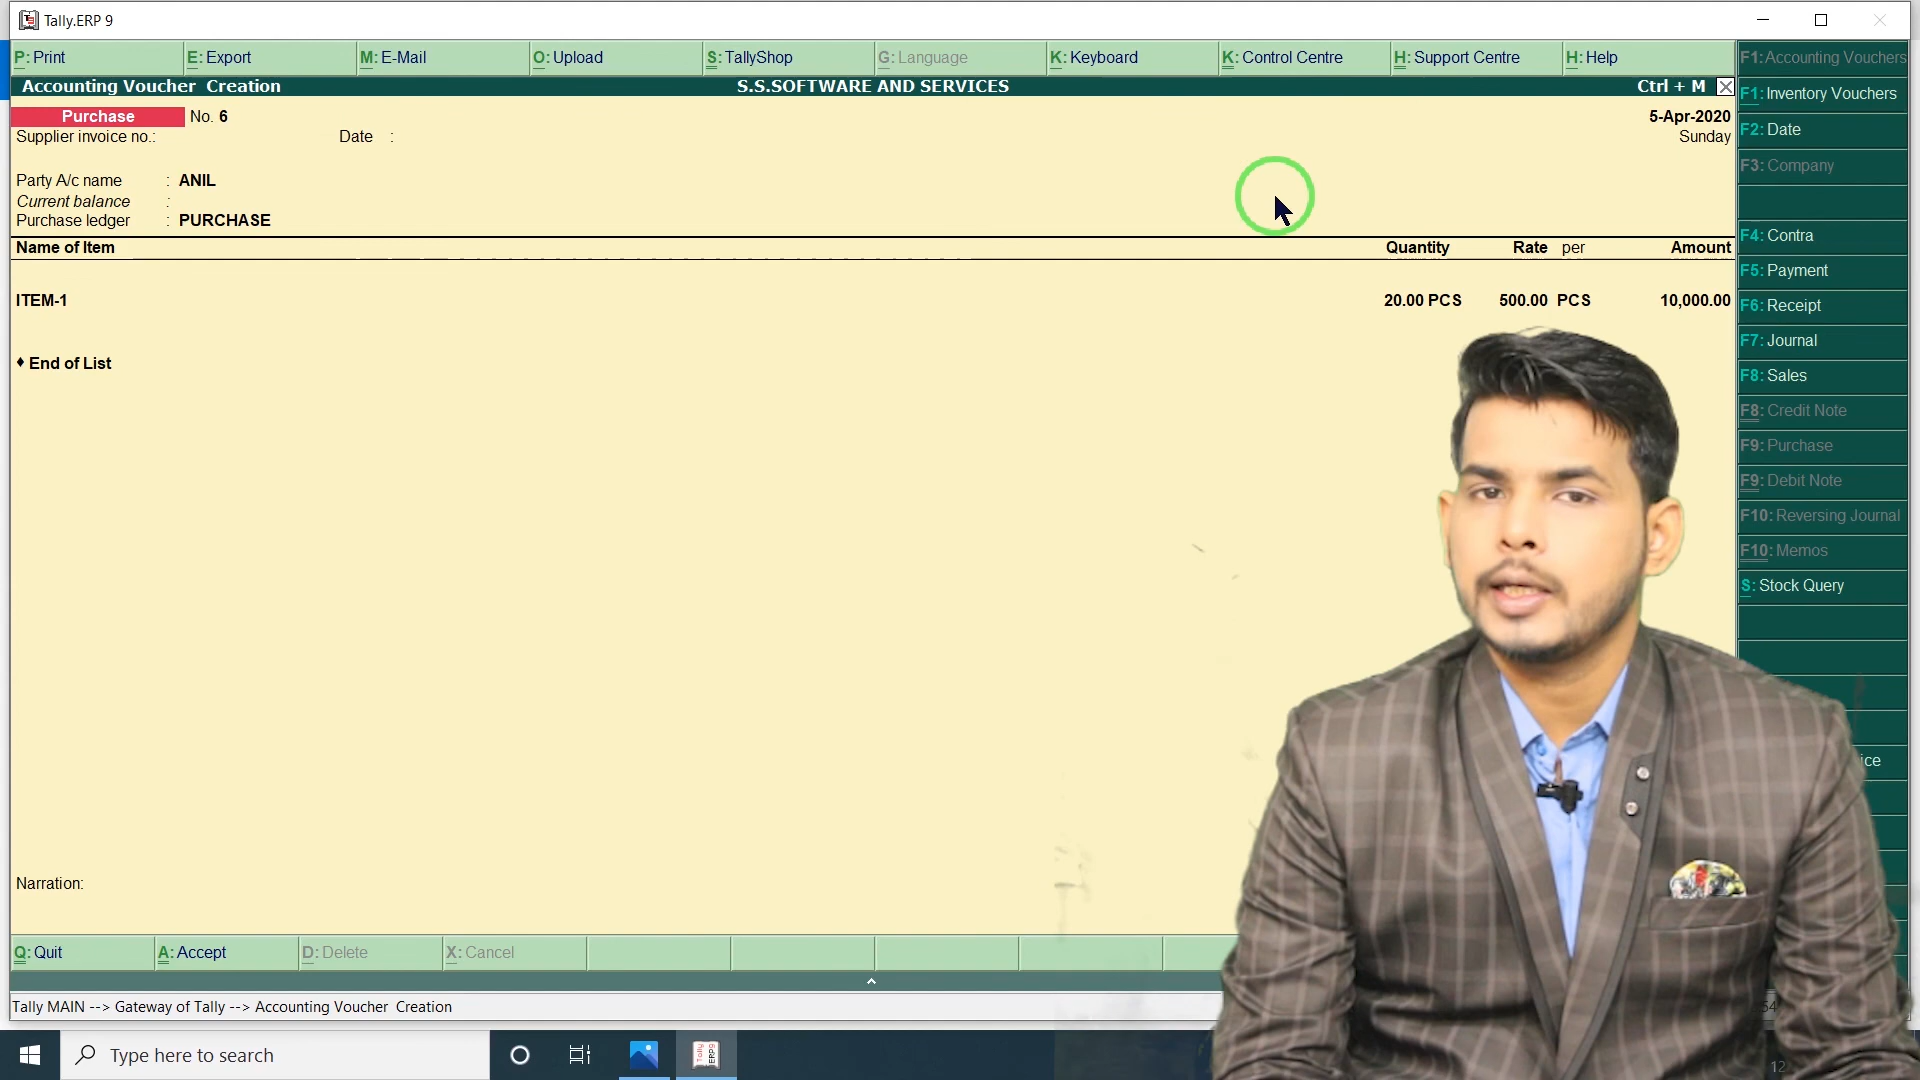 Tally.ERP 9
P: Print E: Export M: E-Mail O: Upload S: TallyShop G: Language K: Keyboard K: Control Centre H: Support Centre H: Help
Accounting Voucher Creation S.S.SOFTWARE AND SERVICES Ctrl + M
Purchase No. 6 5-Apr-2020
Supplier invoice no.: Date : Sunday
Party A/c name : ANIL
Current balance :
Purchase ledger : PURCHASE
Name of Item Quantity Rate per Amount
ITEM-1 20.00 PCS 500.00 PCS 10,000.00
♦ End of List
Narration:
F1: Accounting Vouchers
F1: Inventory Vouchers
F2: Date
F3: Company
F4: Contra
F5: Payment
F6: Receipt
F7: Journal
F8: Sales
F8: Credit Note
F9: Purchase
F9: Debit Note
F10: Reversing Journal
F10: Memos
S: Stock Query
ice
Q: Quit A: Accept D: Delete X: Cancel
Tally MAIN --> Gateway of Tally --> Accounting Voucher Creation
54
Type here to search
Tally ERP9
12